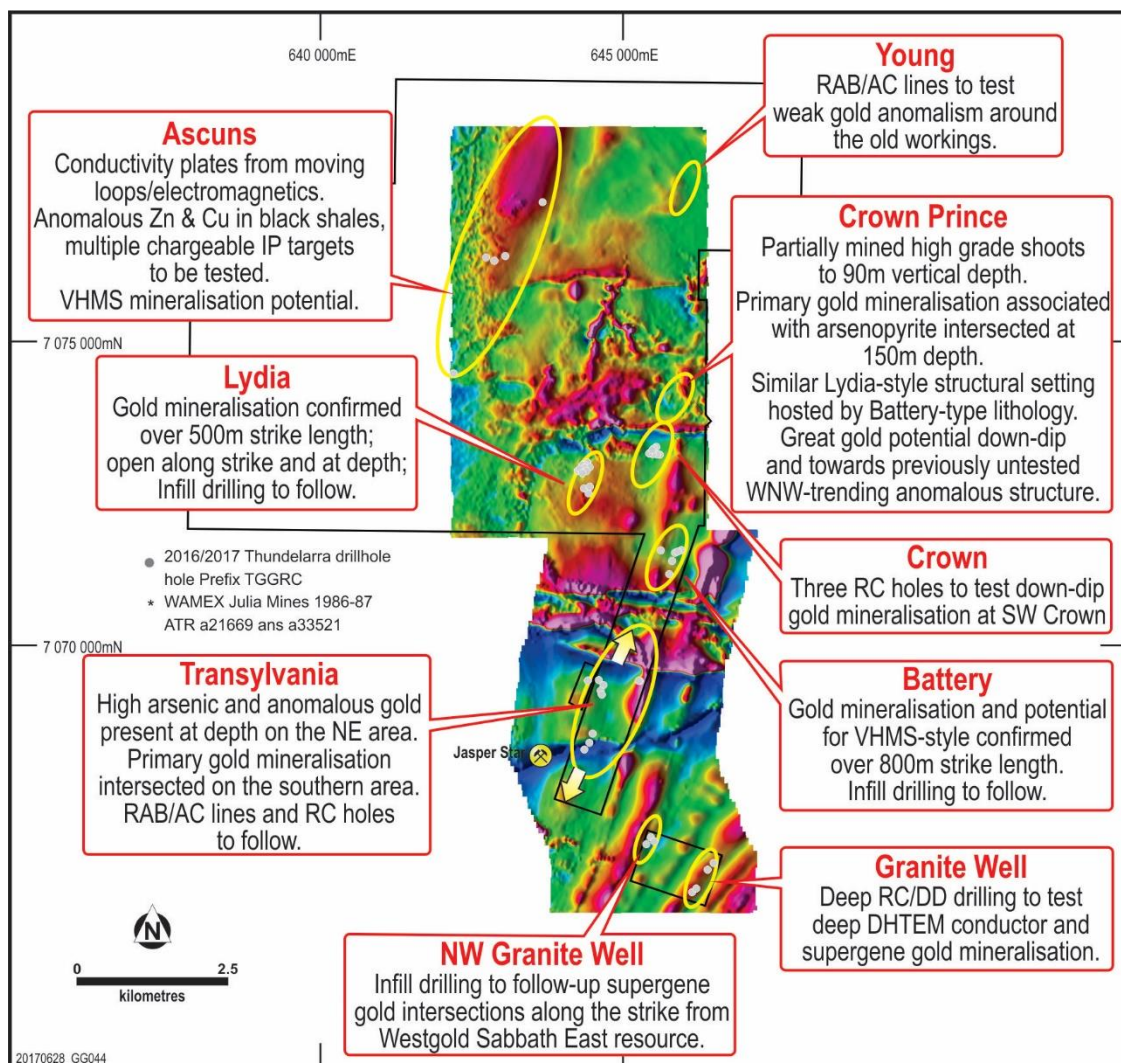 640 000mE
645 000mE
Young
RAB/AC lines to test
weak gold anomalism around
the old workings.
Ascuns
Conductivity plates from moving
loops/electromagnetics.
Anomalous Zn & Cu in black shales,
multiple chargeable IP targets
to be tested.
VHMS mineralisation potential.
Crown Prince
Partially mined high grade shoots
to 90m vertical depth.
Primary gold mineralisation associated
with arsenopyrite intersected at
150m depth.
Similar Lydia-style structural setting
hosted by Battery-type lithology.
Great gold potential down-dip
and towards previously untested
WNW-trending anomalous structure.
7 075 000mN
Lydia
Gold mineralisation confirmed
over 500m strike length;
open along strike and at depth;
Infill drilling to follow.
2016/2017 Thundelarra drillhole
hole Prefix TGGRC
* WAMEX Julia Mines 1986-87
ATR a21669 ans a33521
Crown
Three RC holes to test down-dip
gold mineralisation at SW Crown
7 070 000mN
Transylvania
High arsenic and anomalous gold
present at depth on the NE area.
Primary gold mineralisation
intersected on the southern area.
RAB/AC lines and RC holes
to follow.
Jasper Star
Battery
Gold mineralisation and potential
for VHMS-style confirmed
over 800m strike length.
Infill drilling to follow.
Granite Well
Deep RC/DD drilling to test
deep DHTEM conductor and
supergene gold mineralisation.
NW Granite Well
Infill drilling to follow-up supergene
gold intersections along the strike from
Westgold Sabbath East resource.
N
0 2.5
kilometres
20170628_GG044